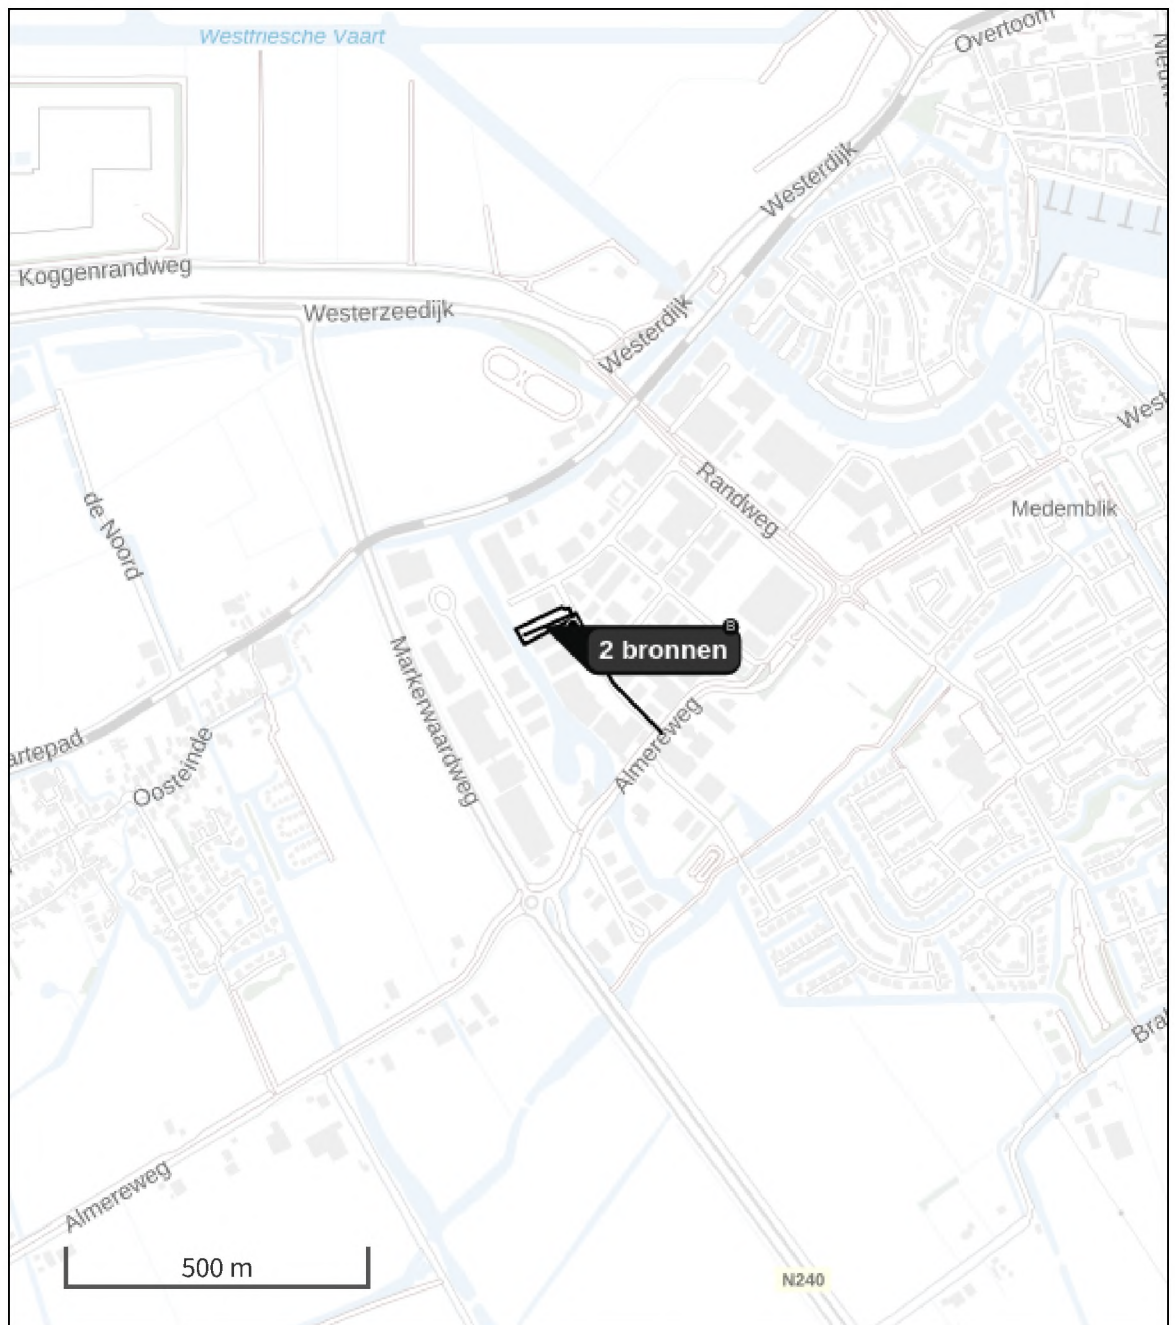 Westfriesche Vaart
Overtoom
Westerdijk
Koggenrandweg
Westerzeedijk
Westerdijk
West
Randweg
Medemblik
de Noord
B
2 bronnen
Markerwaardweg
Almereweg
artepad
Oosteinde
Almereweg
500 m
N240